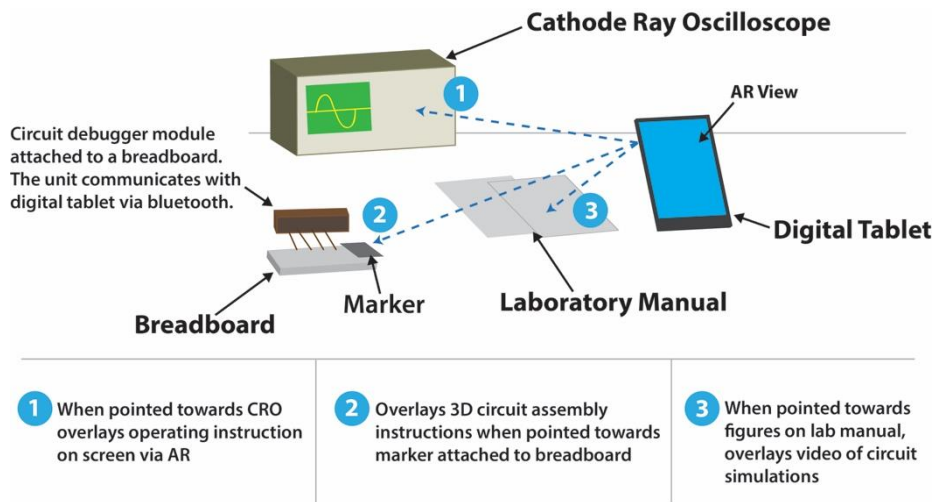 Cathode Ray Oscilloscope
1
AR View
Circuit debugger module
attached to a breadboard.
The unit communicates with
digital tablet via bluetooth.
2
3
Digital Tablet
Marker
Laboratory Manual
Breadboard
1 When pointed towards CRO
overlays operating instruction
on screen via AR
2 Overlays 3D circuit assembly
instructions when pointed towards
marker attached to breadboard
3 When pointed towards
figures on lab manual,
overlays video of circuit
simulations